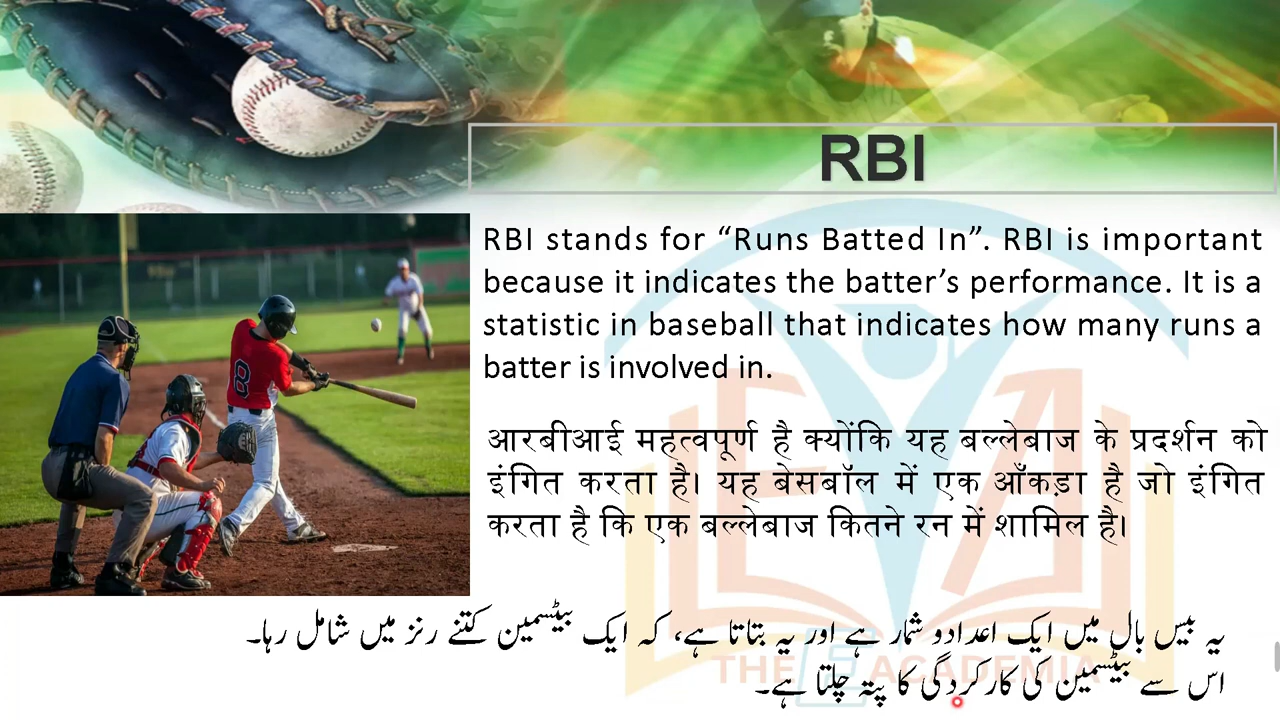 RBI
RBI stands for “Runs Batted In”. RBI is important
because it indicates the batter’s performance. It is a
statistic in baseball that indicates how many runs a
batter is involved in.
आरबीआई महत्वपूर्ण है क्योंकि यह बल्लेबाज के प्रदर्शन को
इंगित करता है। यह बेसबॉल में एक आँकड़ा है जो इंगित
करता है कि एक बल्लेबाज कितने रन में शामिल है।
یہ بیس بال میں ایک اعدادو شمار ہے اور یہ بتاتا ہے، کہ ایک بیٹسمین کتنے رنز میں شامل رہا۔
اس سے بیٹسمین کی کارکردگی کا پتہ چلتا ہے۔
THE E ACADEMIA
8